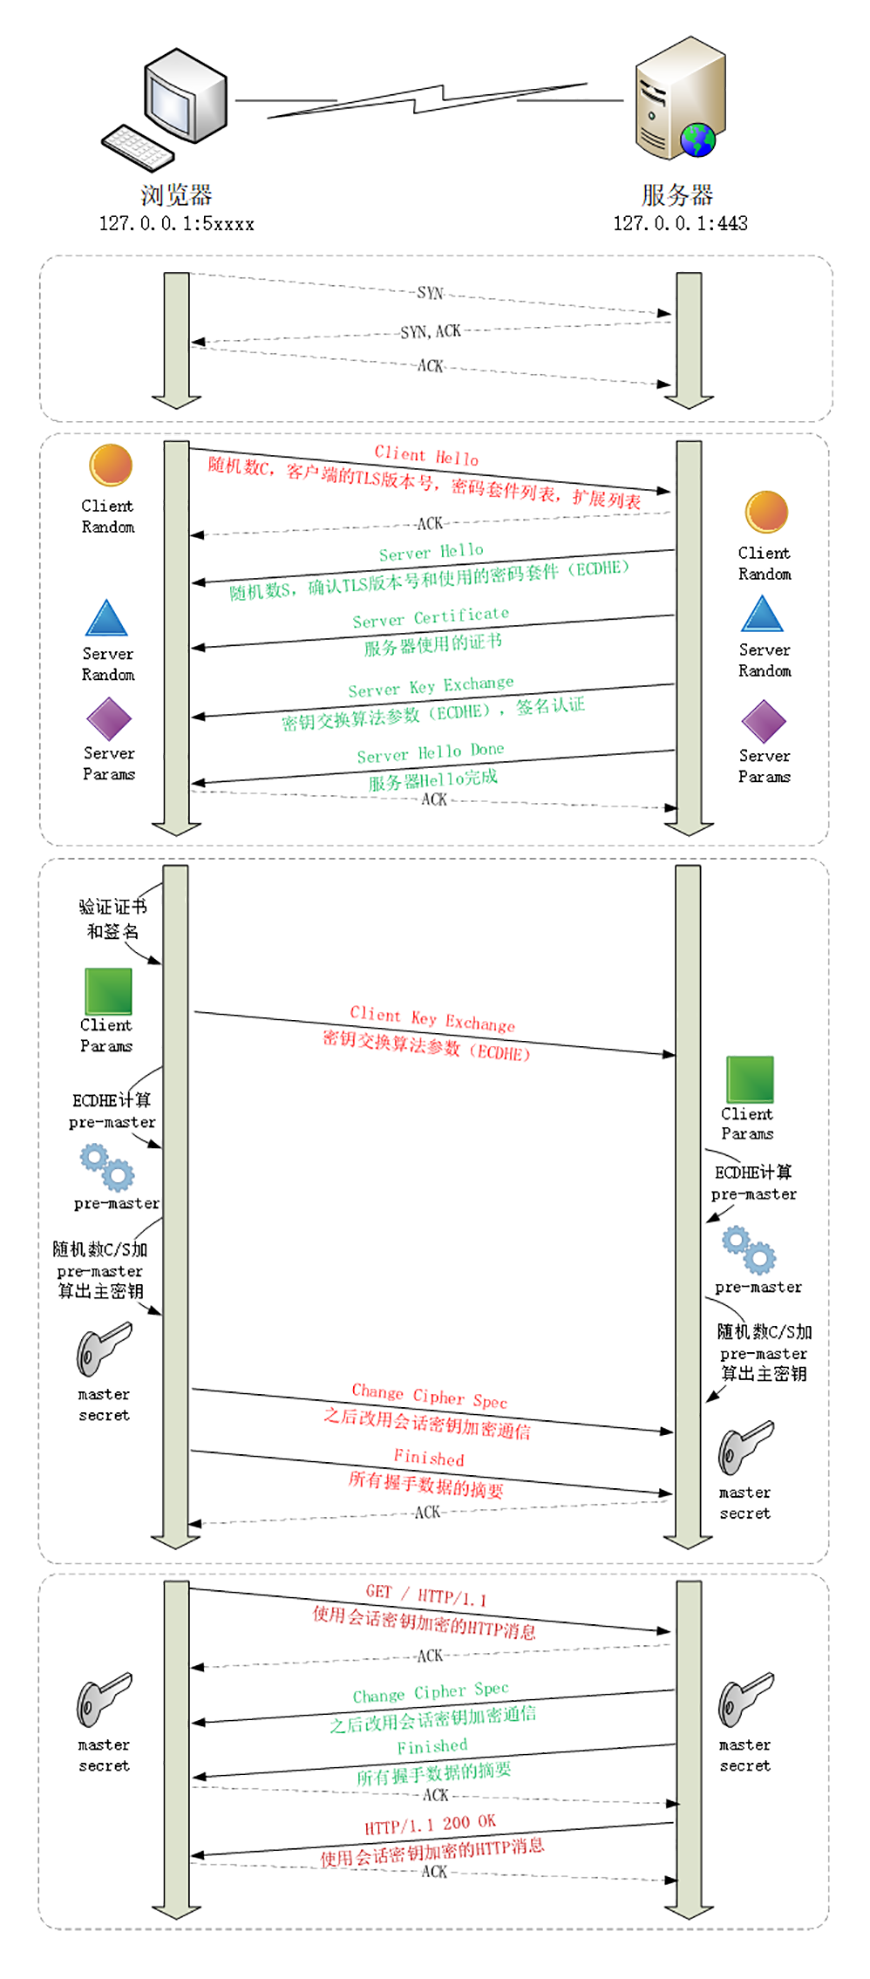 浏览器
127.0.0.1:5xxxx
服务器
127.0.0.1:443
SYN
SYN,ACK
ACK
Client
Random
Client Hello
随机数C, 客户端的TLS版本号, 密码套件列表, 扩展列表
ACK
Client
Random
Server Hello
随机数S, 确认TLS版本号和使用的密码套件（ECDHE）
Server
Random
Server Certificate
服务器使用的证书
Server
Random
Server
Params
Server Key Exchange
密钥交换算法参数（ECDHE）, 签名认证
Server
Params
Server Hello Done
服务器Hello完成
ACK
验证证书
和签名
Client
Params
Client Key Exchange
密钥交换算法参数（ECDHE）
Client
Params
ECDHE计算
pre-master
ECDHE计算
pre-master
pre-master
pre-master
随机数C/S加
pre-master
算出主密钥
随机数C/S加
pre-master
算出主密钥
master
secret
Change Cipher Spec
之后改用会话密钥加密通信
Finished
所有握手数据的摘要
ACK
master
secret
GET / HTTP/1.1
使用会话密钥加密的HTTP消息
ACK
master
secret
Change Cipher Spec
之后改用会话密钥加密通信
master
secret
Finished
所有握手数据的摘要
ACK
HTTP/1.1 200 OK
使用会话密钥加密的HTTP消息
ACK